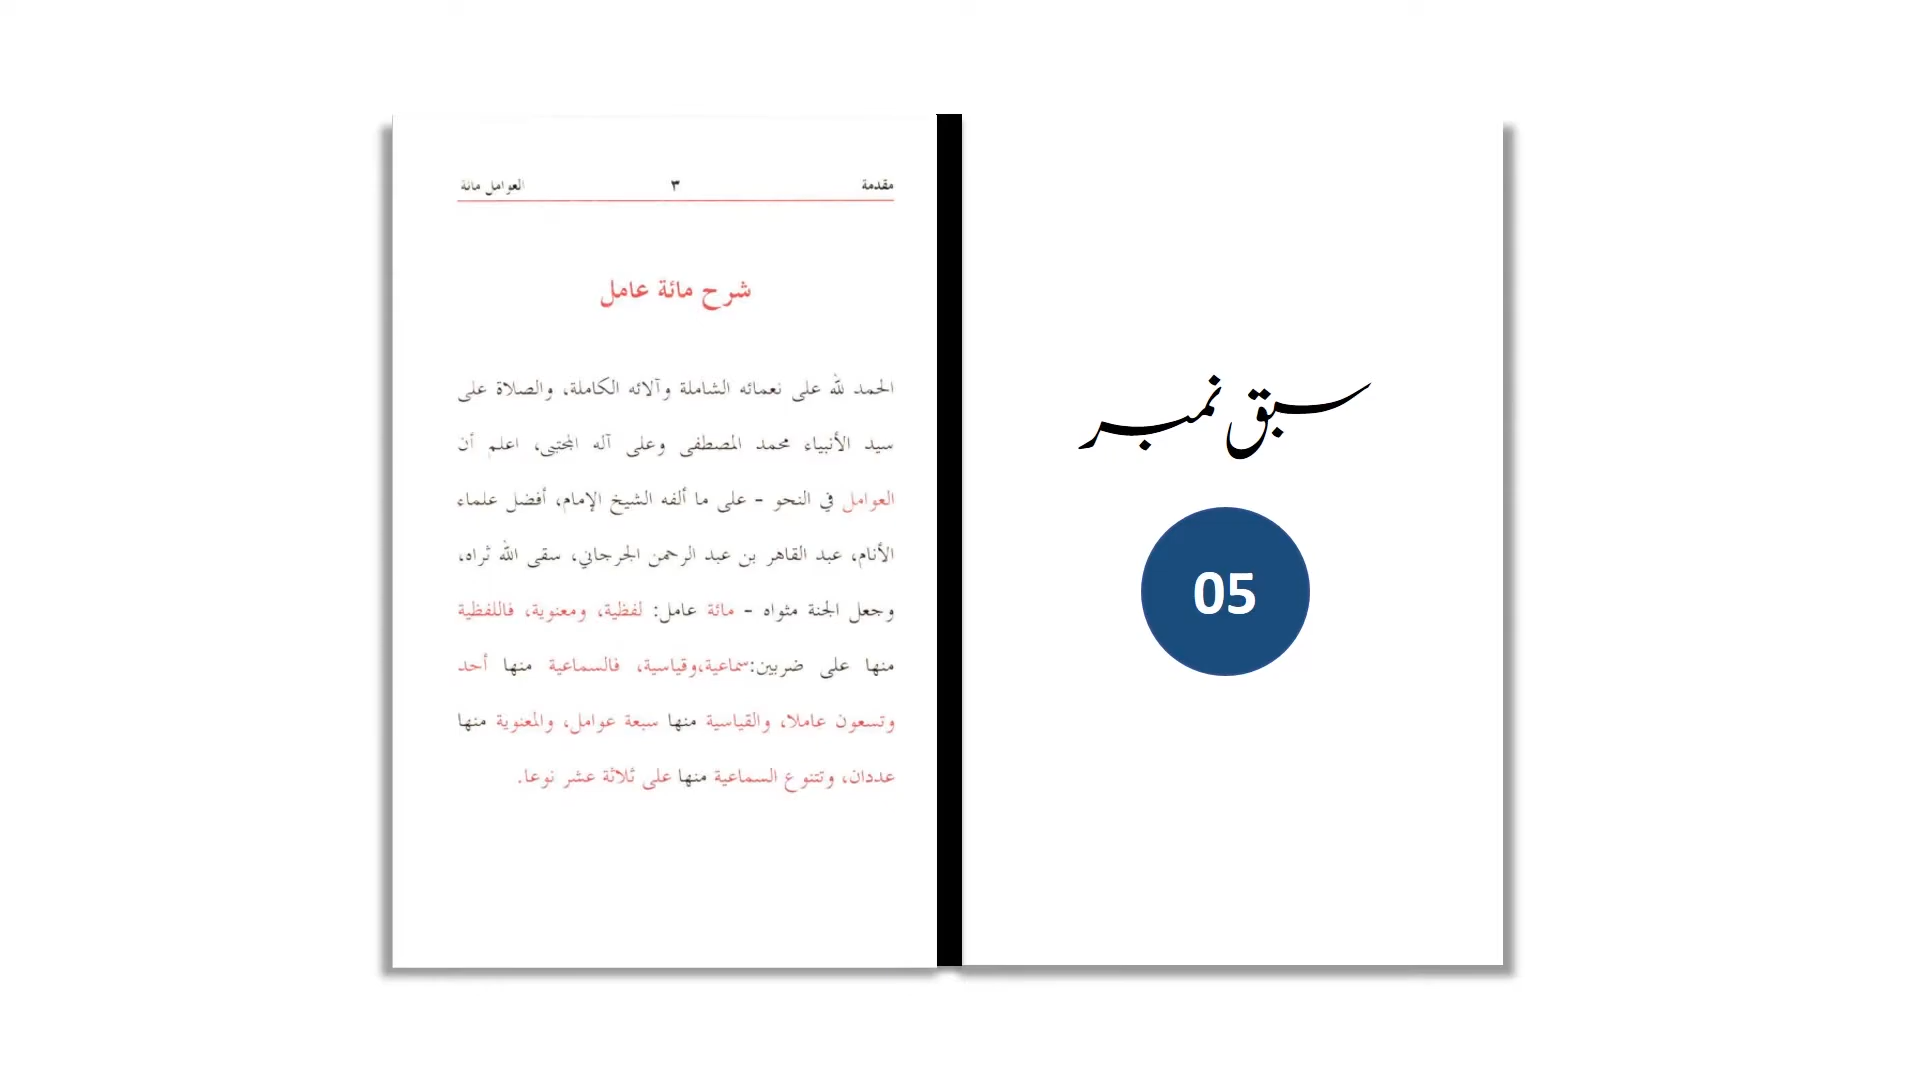 مقدمة ٣ العوامل مائة
شرح مائة عامل
الحمد لله على نعمائه الشاملة وآلائه الكاملة، والصلاة على
سيد الأنبياء محمد المصطفى وعلى آله المجتبى، اعلم أن
العوامل في النحو - على ما ألفه الشيخ الإمام، أفضل علماء
الأنام، عبد القاهر بن عبد الرحمن الجرجاني، سقى الله ثراه،
وجعل الجنة مثواه - مائة عامل: لفظية، ومعنوية، فاللفظية
منها على ضربين:سماعية،وقياسية، فالسماعية منها أحد
وتسعون عاملا، والقياسية منها سبعة عوامل، والمعنوية منها
عددان، وتتنوع السماعية منها على ثلاثة عشر نوعا.
سبق نمبر
05